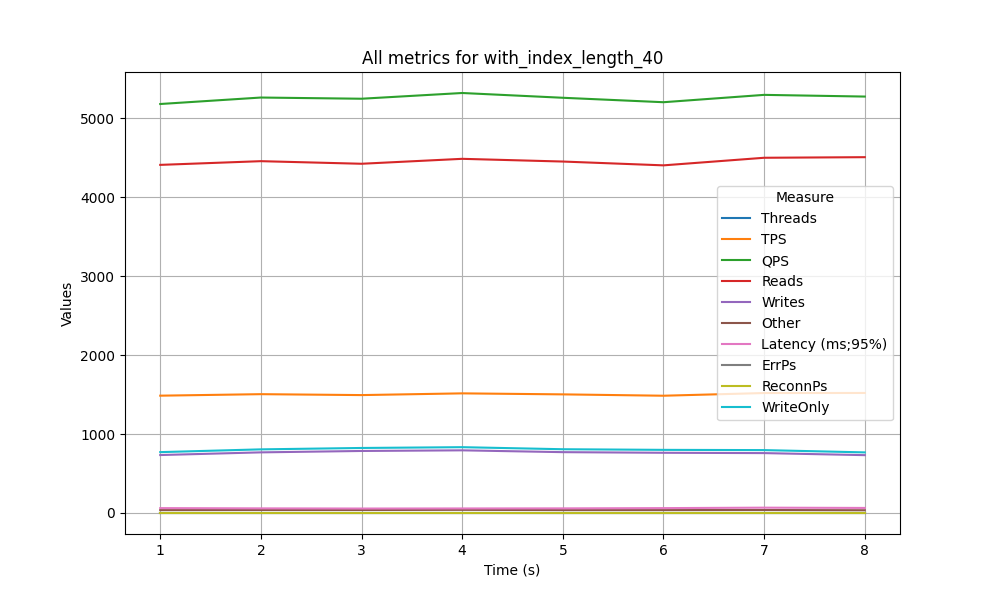 All metrics for with_index_length_40
Values
5000
4000
3000
2000
1000
0
Measure
Threads
TPS
QPS
Reads
Writes
Other
Latency (ms;95%)
ErrPs
ReconnPs
WriteOnly
1 2 3 4 5 6 7 8
Time (s)